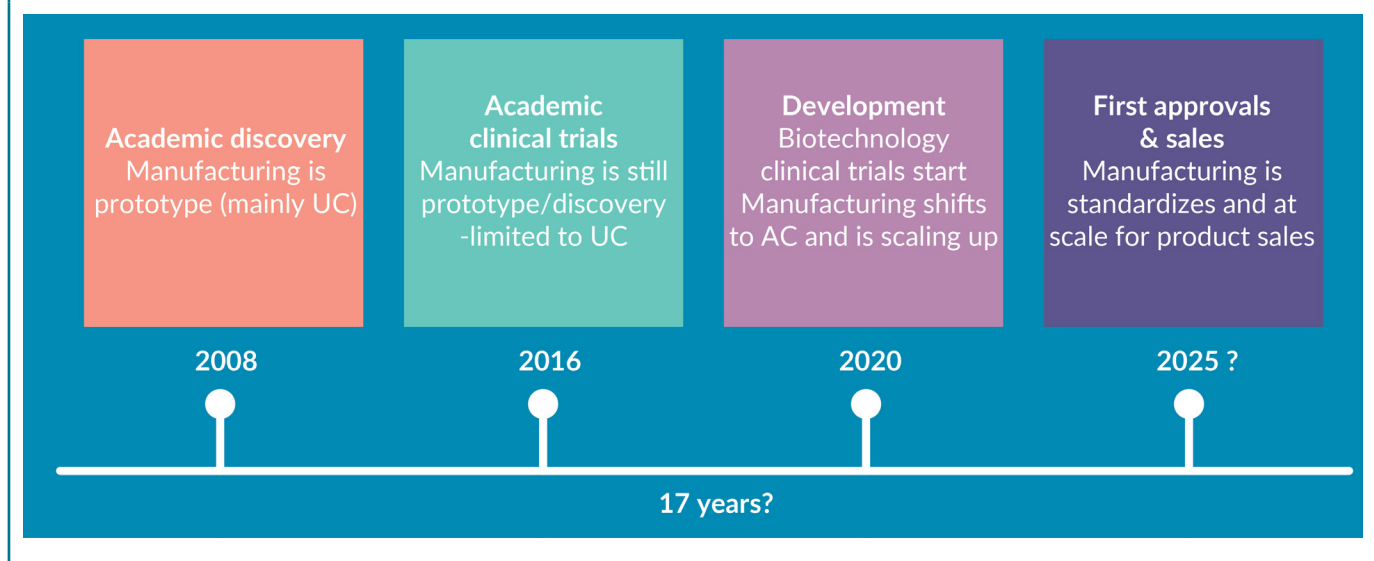 Academic discovery
Manufacturing is
prototype (mainly UC)
Academic
clinical trials
Manufacturing is still
prototype/discovery
-limited to UC
Development
Biotechnology
clinical trials start
Manufacturing shifts
to AC and is scaling up
First approvals
& sales
Manufacturing is
standardizes and at
scale for product sales
2008
2016
2020
2025 ?
17 years?